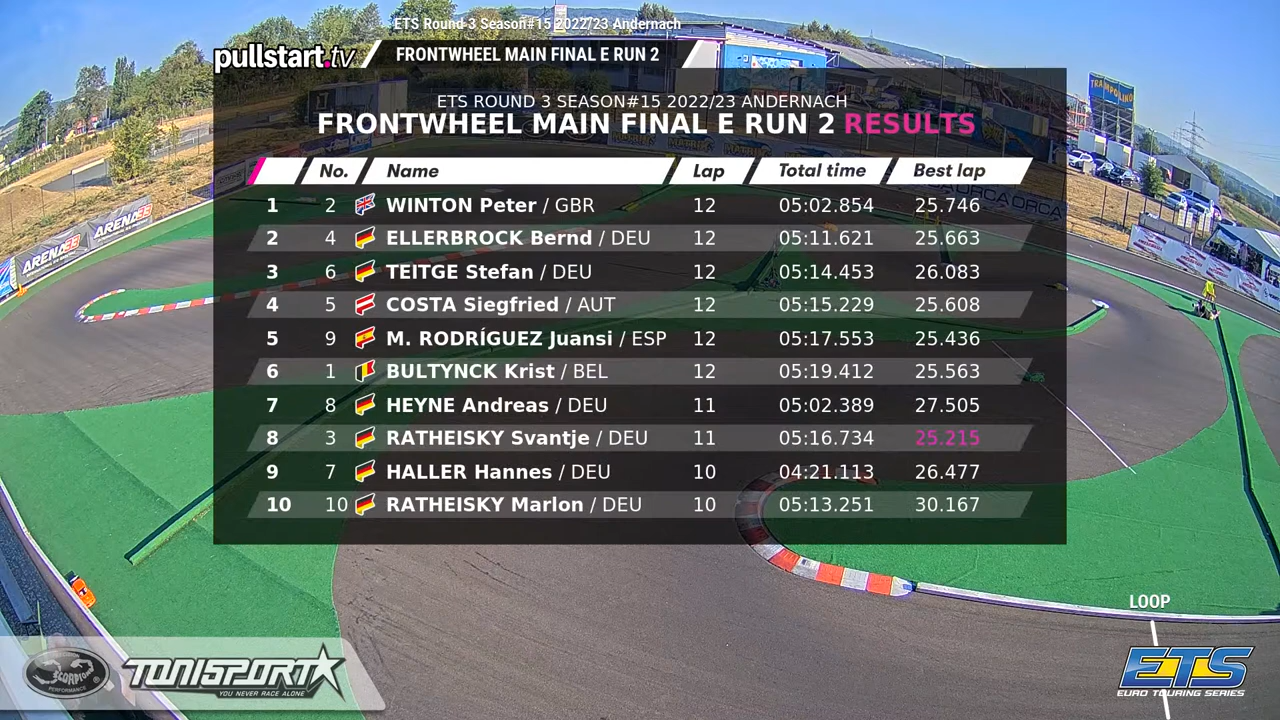 ETS Round 3 Season#15 2022/23 Andernach
pullstart.tv
FRONTWHEEL MAIN FINAL E RUN 2
ETS ROUND 3 SEASON#15 2022/23 ANDERNACH
FRONTWHEEL MAIN FINAL E RUN 2 RESULTS
No. Name Lap Total time Best lap
1 2 WINTON Peter / GBR 12 05:02.854 25.746
2 4 ELLERBROCK Bernd / DEU 12 05:11.621 25.663
3 6 TEITGE Stefan / DEU 12 05:14.453 26.083
4 5 COSTA Siegfried / AUT 12 05:15.229 25.608
5 9 M. RODRÍGUEZ Juansi / ESP 12 05:17.553 25.436
6 1 BULTYNCK Krist / BEL 12 05:19.412 25.563
7 8 HEYNE Andreas / DEU 11 05:02.389 27.505
8 3 RATHEISKY Svantje / DEU 11 05:16.734 25.215
9 7 HALLER Hannes / DEU 10 04:21.113 26.477
10 10 RATHEISKY Marlon / DEU 10 05:13.251 30.167
TRAMPOLINO
ARENA33
ARENA33
LOOP
SCORPION
PERFORMANCE
TONISPORT
YOU NEVER RACE ALONE
ETS
EURO TOURING SERIES